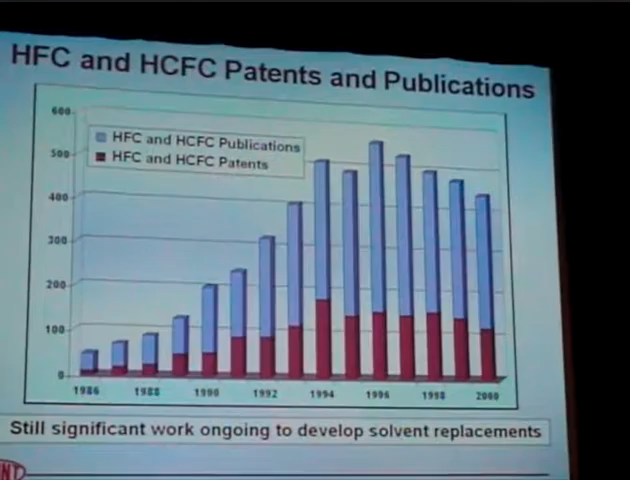 HFC and HCFC Patents and Publications
600
HFC and HCFC Publications
HFC and HCFC Patents
500
400
300
200
100
0
1986 1988 1990 1992 1994 1996 1998 2000
Still significant work ongoing to develop solvent replacements